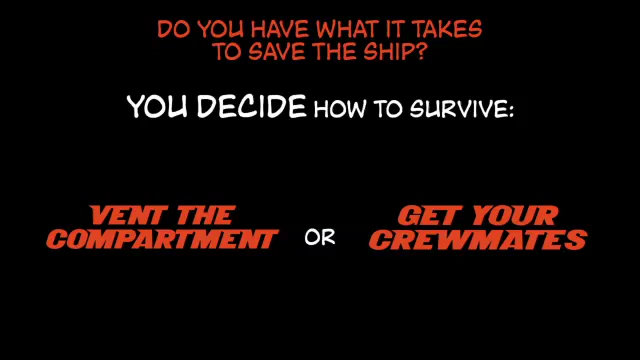 DO YOU HAVE WHAT IT TAKES
TO SAVE THE SHIP?
YOU DECIDE HOW TO SURVIVE:
VENT THE
COMPARTMENT
OR
GET YOUR
CREWMATES